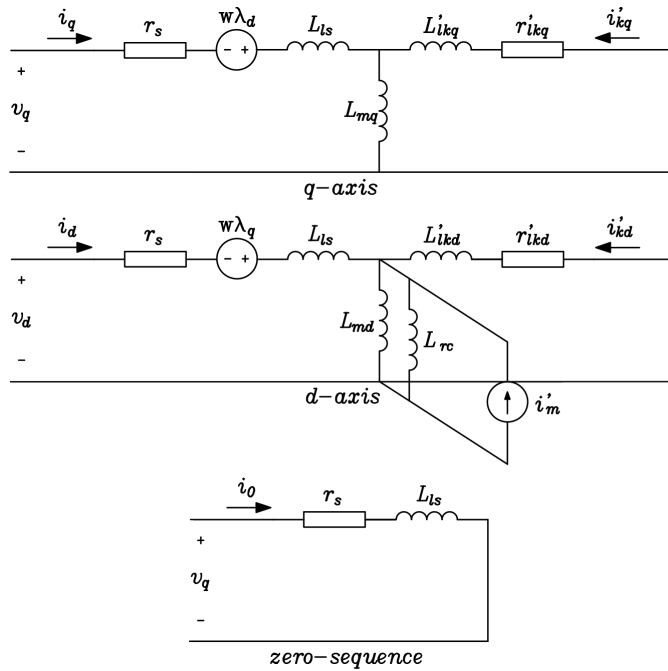 i_q r_s wλ_d L_ls L'_lkq r'_lkq i'_kq
- +
+
v_q L_mq
-
q-axis
i_d r_s wλ_q L_ls L'_lkd r'_lkd i'_kd
- +
+
v_d L_md L_rc
-
d-axis i'_m
i_0 r_s L_ls
+
v_q
-
zero-sequence